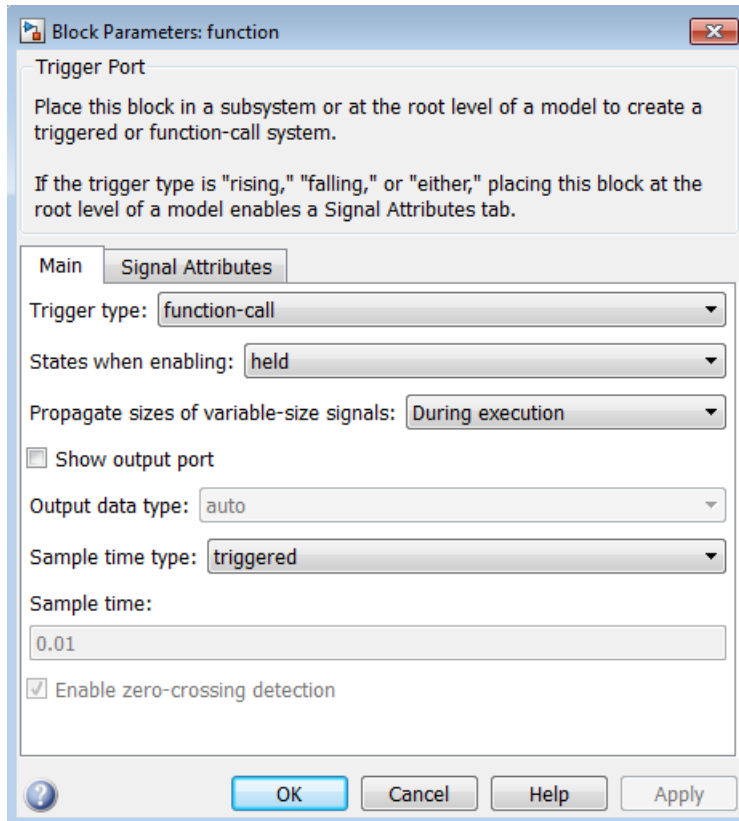 Block Parameters: function
Trigger Port
Place this block in a subsystem or at the root level of a model to create a
triggered or function-call system.
If the trigger type is "rising," "falling," or "either," placing this block at the
root level of a model enables a Signal Attributes tab.
Main Signal Attributes
Trigger type: function-call
States when enabling: held
Propagate sizes of variable-size signals: During execution
Show output port
Output data type: auto
Sample time type: triggered
Sample time:
0.01
Enable zero-crossing detection
? OK Cancel Help Apply